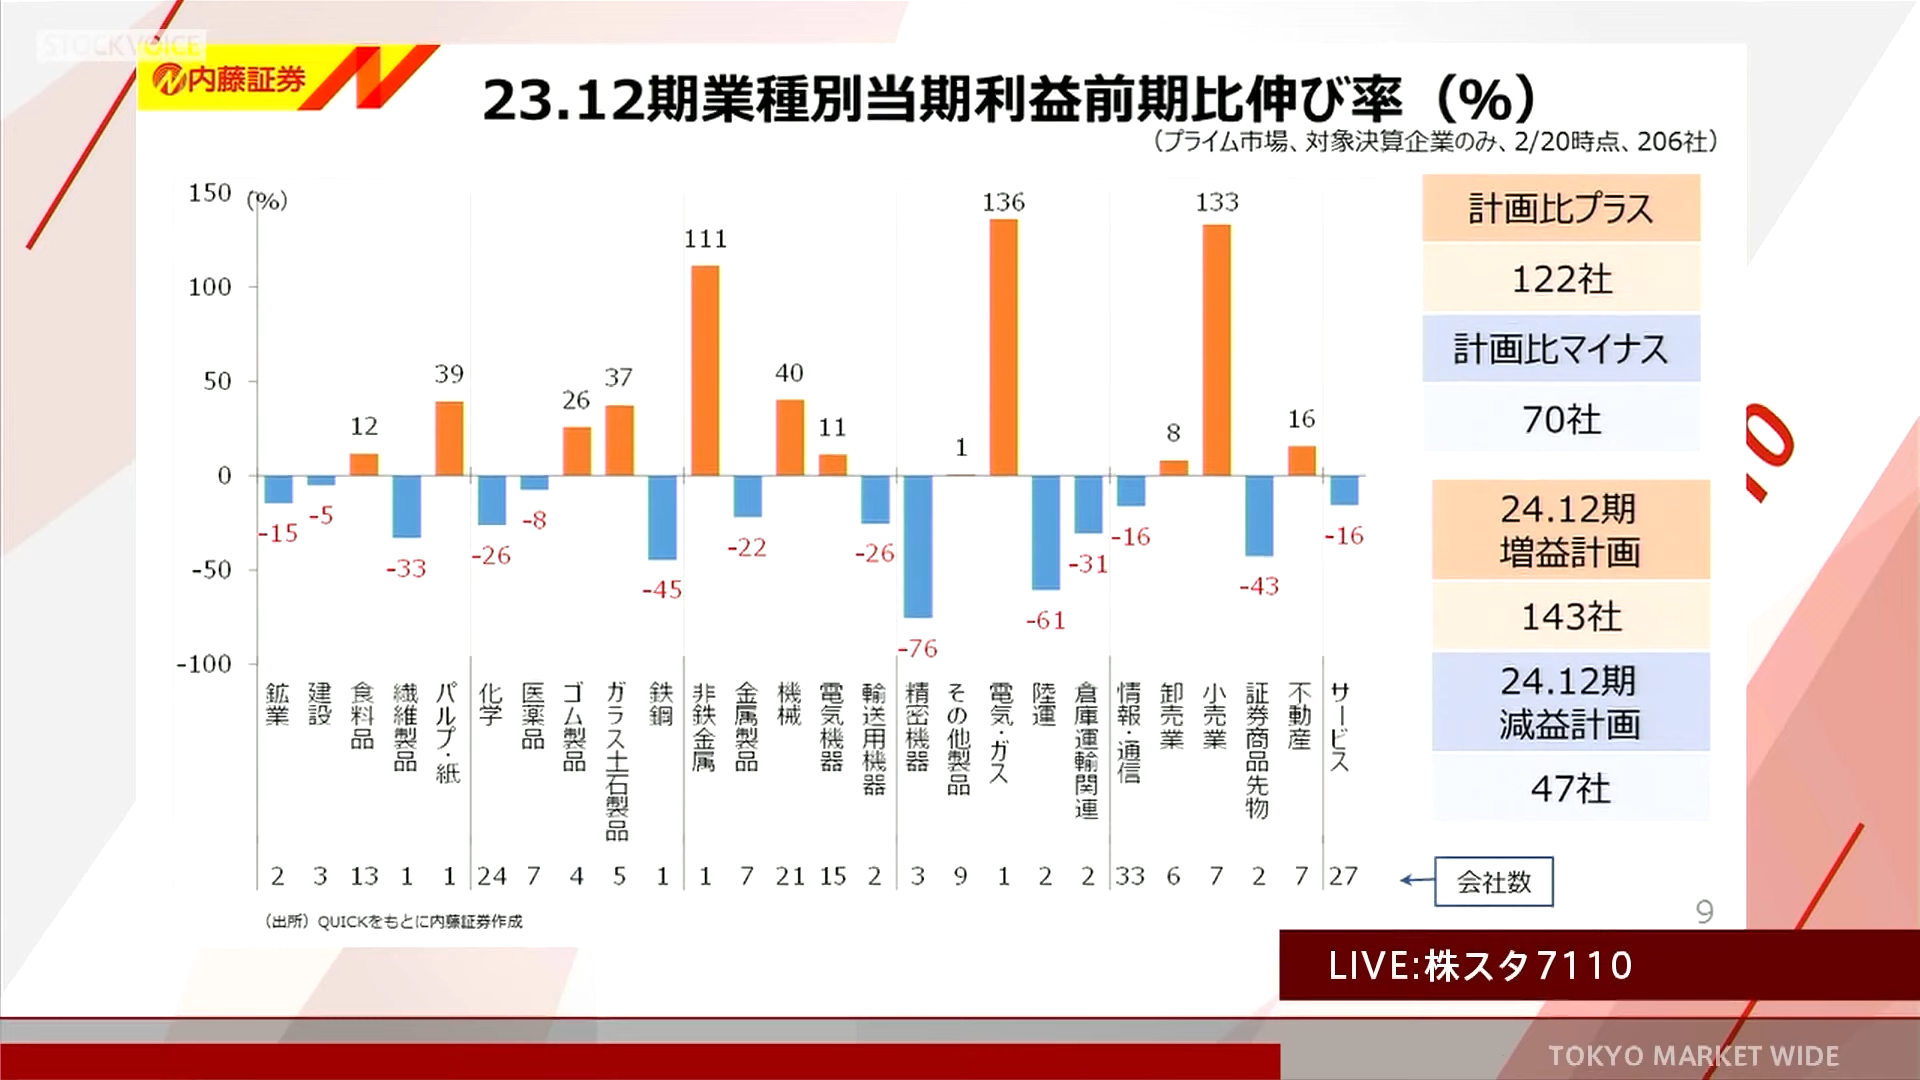 STOCKVOICE
内藤証券
23.12期業種別当期利益前期比伸び率（%）
（プライム市場、対象決算企業のみ、2/20時点、206社）
150
(%)
100
50
0
-50
-100
-15
-5
12
-33
39
-26
-8
26
37
-45
111
-22
40
11
-26
-76
1
136
-61
-31
-16
8
133
-43
16
-16
鉱業
建設
食料品
繊維製品
パルプ・紙
化学
医薬品
ゴム製品
ガラス土石製品
鉄鋼
非鉄金属
金属製品
機械
電気機器
輸送用機器
精密機器
その他製品
電気・ガス
陸運
倉庫運輸関連
情報・通信
卸売業
小売業
証券商品先物
不動産
サービス
2 3 13 1 1 24 7 4 5 1 1 7 21 15 2 3 9 1 2 2 33 6 7 2 7 27
会社数
計画比プラス
122社
計画比マイナス
70社
24.12期
増益計画
143社
24.12期
減益計画
47社
（出所）QUICKをもとに内藤証券作成
9
10
LIVE:株スタ7110
TOKYO MARKET WIDE